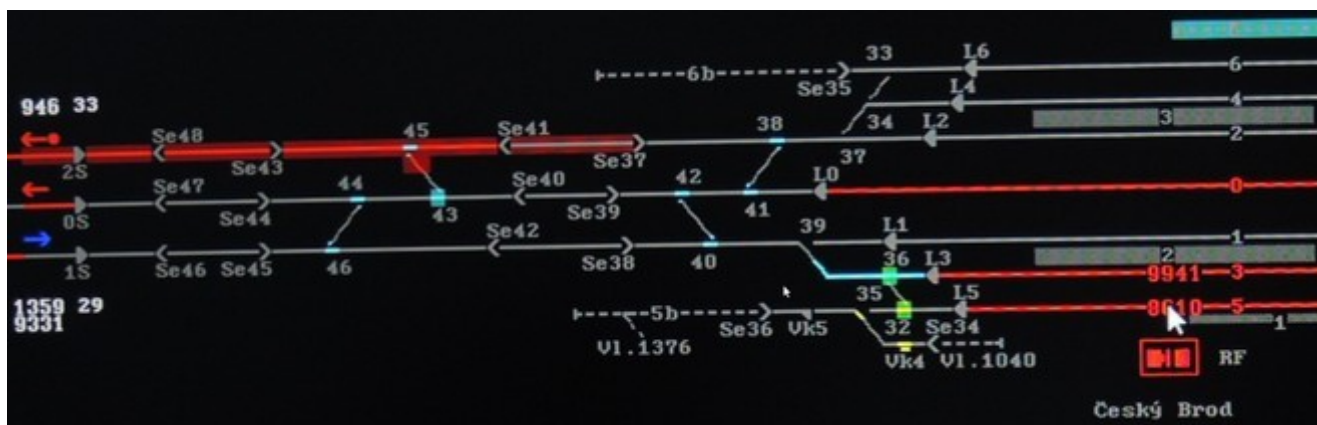 33 L6
6b 6
Se35
L4
946 33 4
34 3
Se48 45 Se41 38 L2 2
2S Se43 Se37 37
Se47 44 Se40 42 L0 0
0S Se44 43 Se39 41
Se42 39 L1 1
1S Se46 Se45 46 Se38 40 36 L3 2
9941 3
1359 29 35 L5
9331 5b Se36 Vk5 32 Se34 8610 5
Vl.1376 Vk4 Vl.1040 1
RF
Český Brod